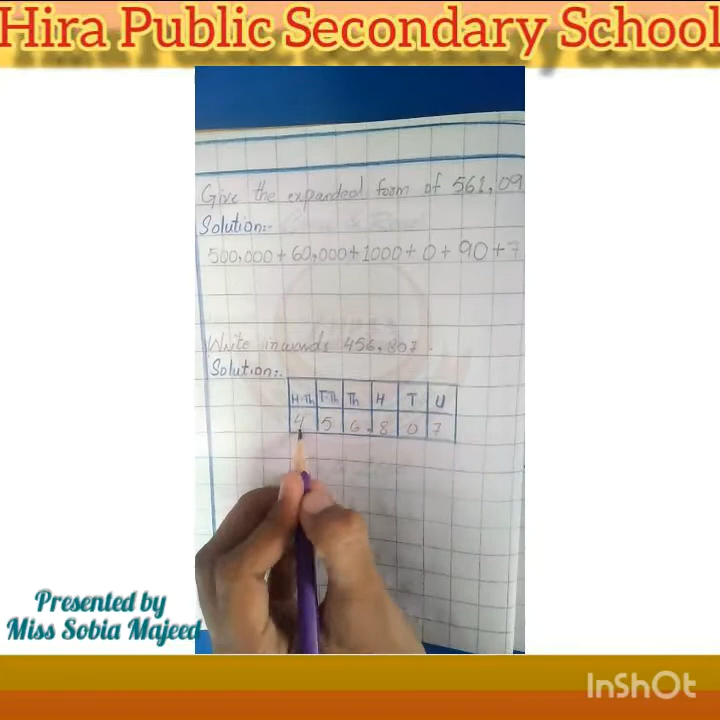 Hira Public Secondary School
Give the expanded form of 561,09
Solution:-
500,000 + 60,000 + 1000 + 0 + 90 + 7
Write in words 456,807.
Solution:-
H.Th T.Th Th H T U
4 5 6, 8 0 7
Presented by
Miss Sobia Majeed
InShOt